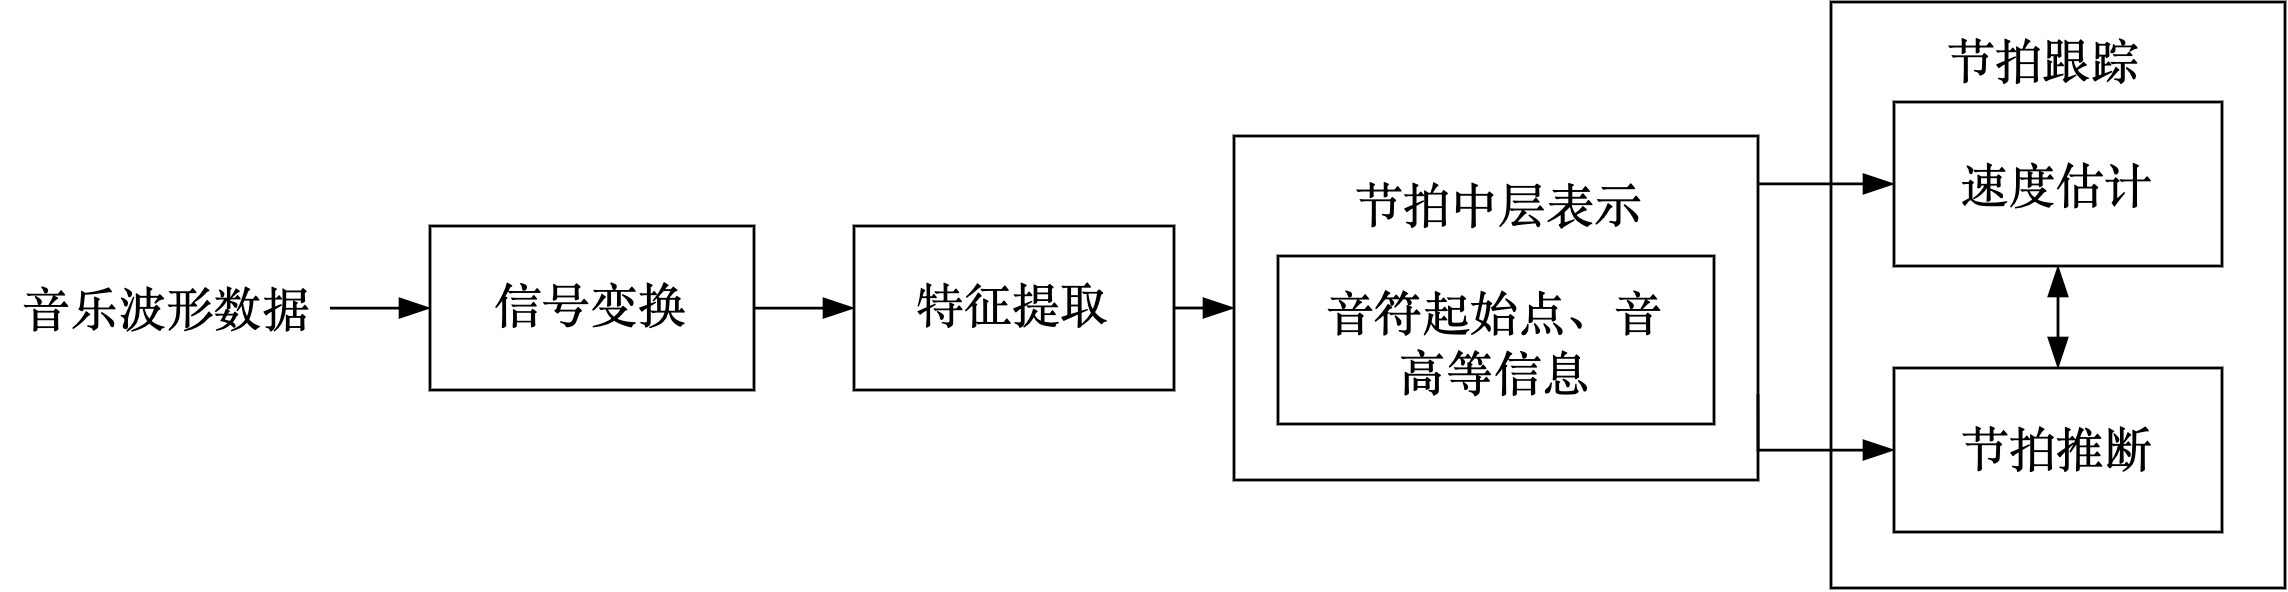 音乐波形数据
信号变换
特征提取
节拍中层表示
音符起始点、音
高等信息
节拍跟踪
速度估计
节拍推断